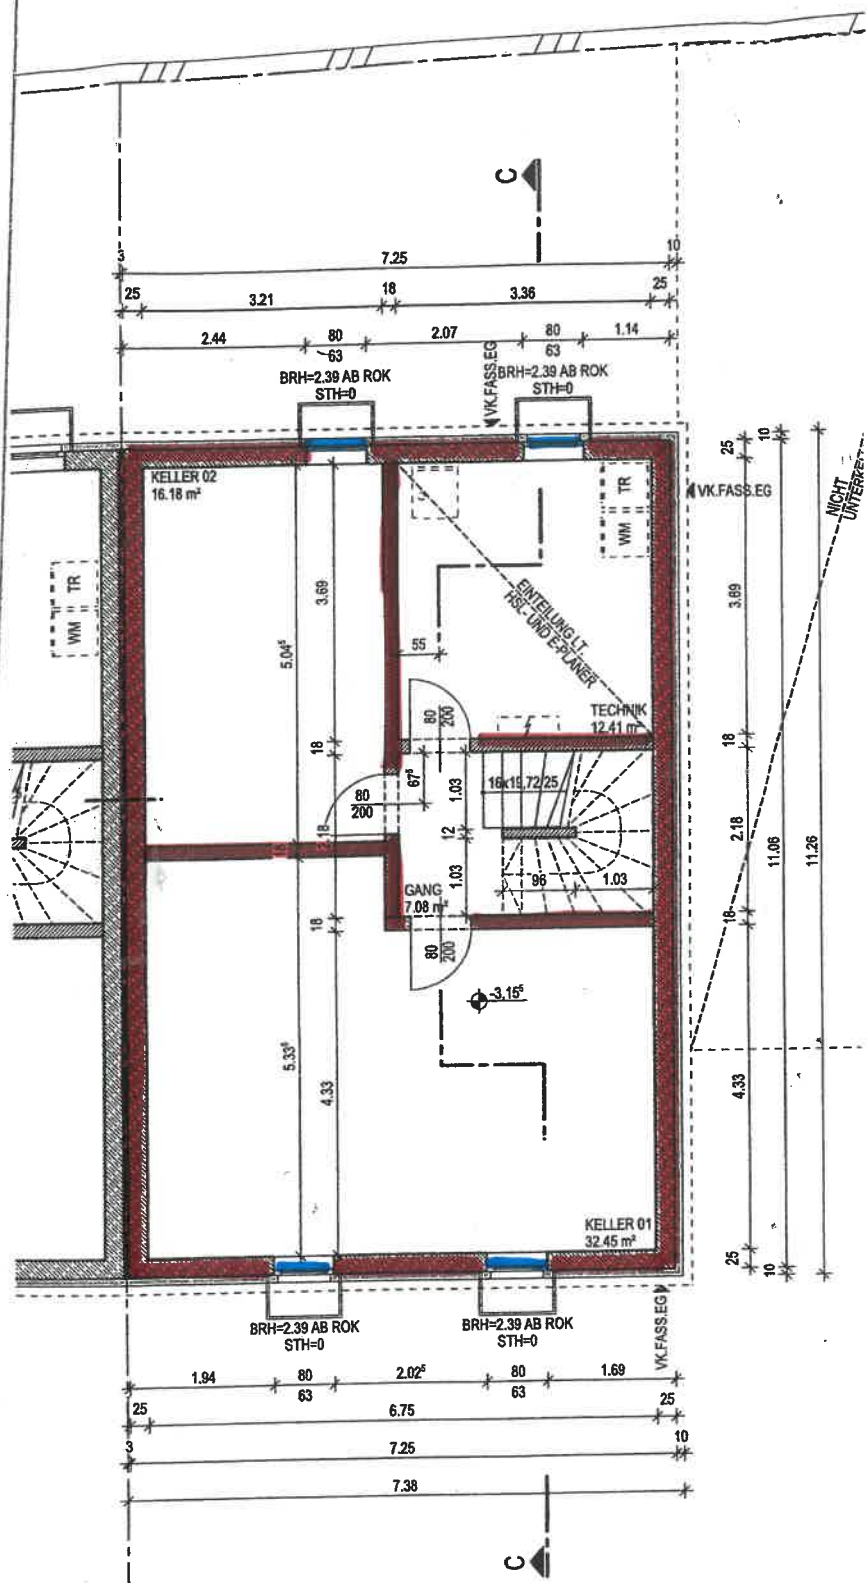 C
3
7.25
10
25
3.21
18
3.36
25
2.44
80
63
2.07
80
63
1.14
BRH=2.39 AB ROK
STH=0
VK.FASS.EG
BRH=2.39 AB ROK
STH=0
KELLER 02
16.18 m²
TR
WM
TR
WM
VK.FASS.EG
25
10
NICHT
3.69
5.04⁵
EINTEILUNG LT.
HSL- UND E-PLANER
55
3.69
TECHNIK
12.41 m²
80
200
18
67⁵
1.03
16x19,72/25
18
80
200
2.18
12
2.18
11.06
11.26
1.03
96
1.03
GANG
7.08 m²
18
80
200
18
-3,15⁵
5.33⁵
4.33
4.33
KELLER 01
32.45 m²
25
10
BRH=2.39 AB ROK
STH=0
BRH=2.39 AB ROK
STH=0
VK.FASS.EG
1.94
80
63
2.02⁵
80
63
1.69
25
6.75
25
3
7.25
10
7.38
C